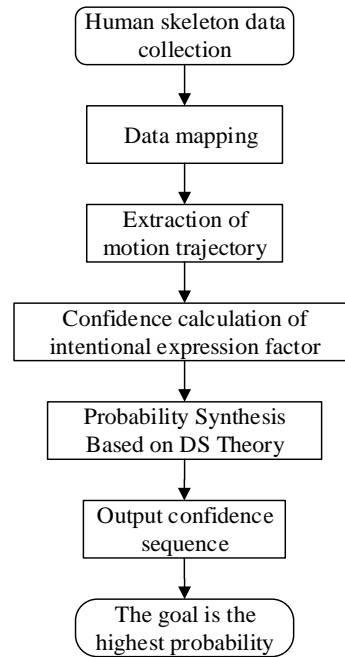 Human skeleton data
collection
Data mapping
Extraction of
motion trajectory
Confidence calculation of
intentional expression factor
Probability Synthesis
Based on DS Theory
Output confidence
sequence
The goal is the
highest probability